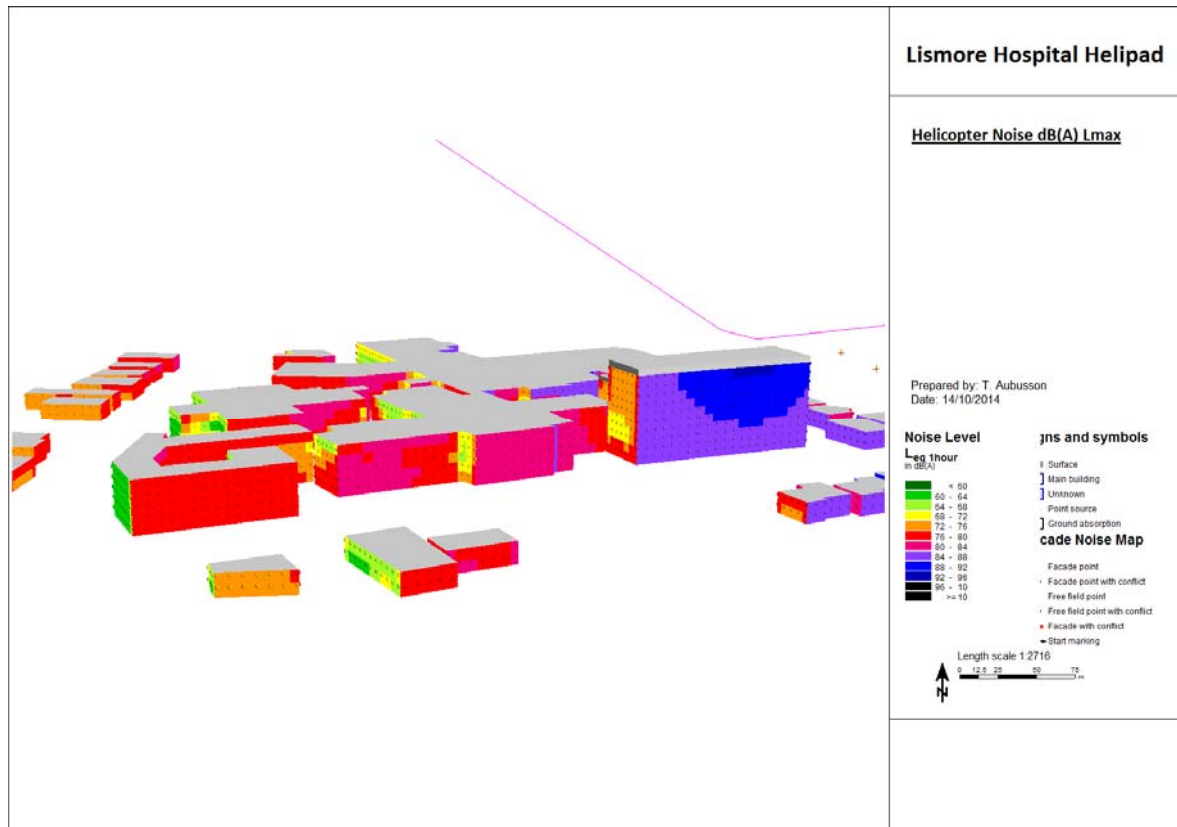 Lismore Hospital Helipad
Helicopter Noise dB(A) Lmax
Prepared by: T. Aubusson
Date: 14/10/2014
Noise Level
Leq 1hour
in dB(A)
< 60
60 - 64
64 - 68
68 - 72
72 - 76
76 - 80
80 - 84
84 - 88
88 - 92
92 - 96
96 - 10
>= 10
gns and symbols
Surface
Main building
Unknown
Point source
Ground absorption
cade Noise Map
Facade point
Facade point with conflict
Free field point
Free field point with conflict
Facade with conflict
Start marking
Length scale 1:2716
0 12.5 25 50 75
m
N